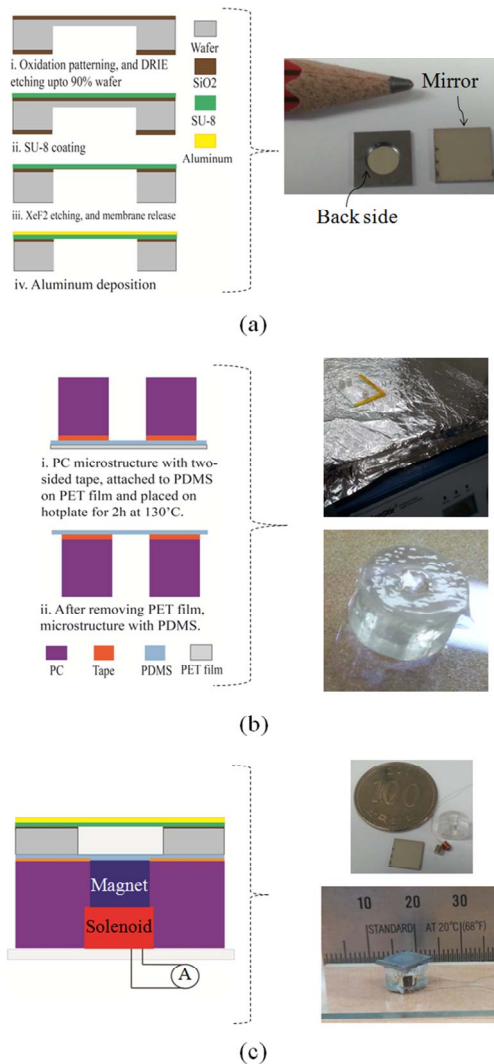 i. Oxidation patterning, and DRIE
etching upto 90% wafer
ii. SU-8 coating
iii. XeF2 etching, and membrane release
iv. Aluminum deposition
Wafer
SiO2
SU-8
Aluminum
Mirror
Back side
(a)
i. PC microstructure with two-
sided tape, attached to PDMS
on PET film and placed on
hotplate for 2h at 130˚C.
ii. After removing PET film,
microstructure with PDMS.
PC
Tape
PDMS
PET film
(b)
Magnet
Solenoid
A
100
10
20
30
STANDARD
AT 20°C (68°F)
(c)